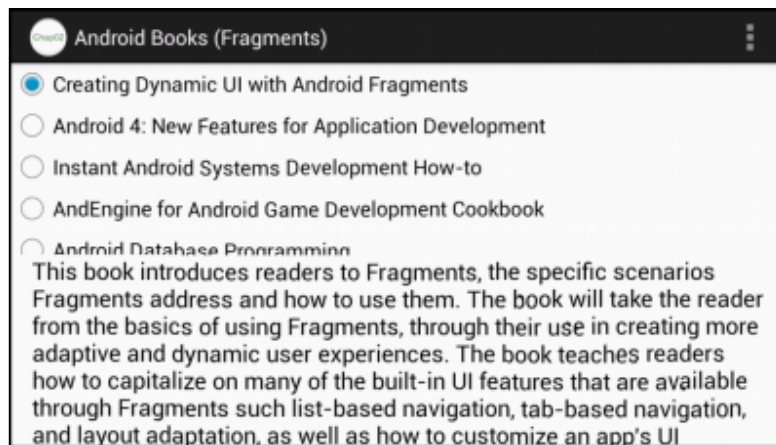 Chap02 Android Books (Fragments)
Creating Dynamic UI with Android Fragments
Android 4: New Features for Application Development
Instant Android Systems Development How-to
AndEngine for Android Game Development Cookbook
Android Database Programming
This book introduces readers to Fragments, the specific scenarios
Fragments address and how to use them. The book will take the reader
from the basics of using Fragments, through their use in creating more
adaptive and dynamic user experiences. The book teaches readers
how to capitalize on many of the built-in UI features that are available
through Fragments such list-based navigation, tab-based navigation,
and layout adaptation, as well as how to customize an app's UI